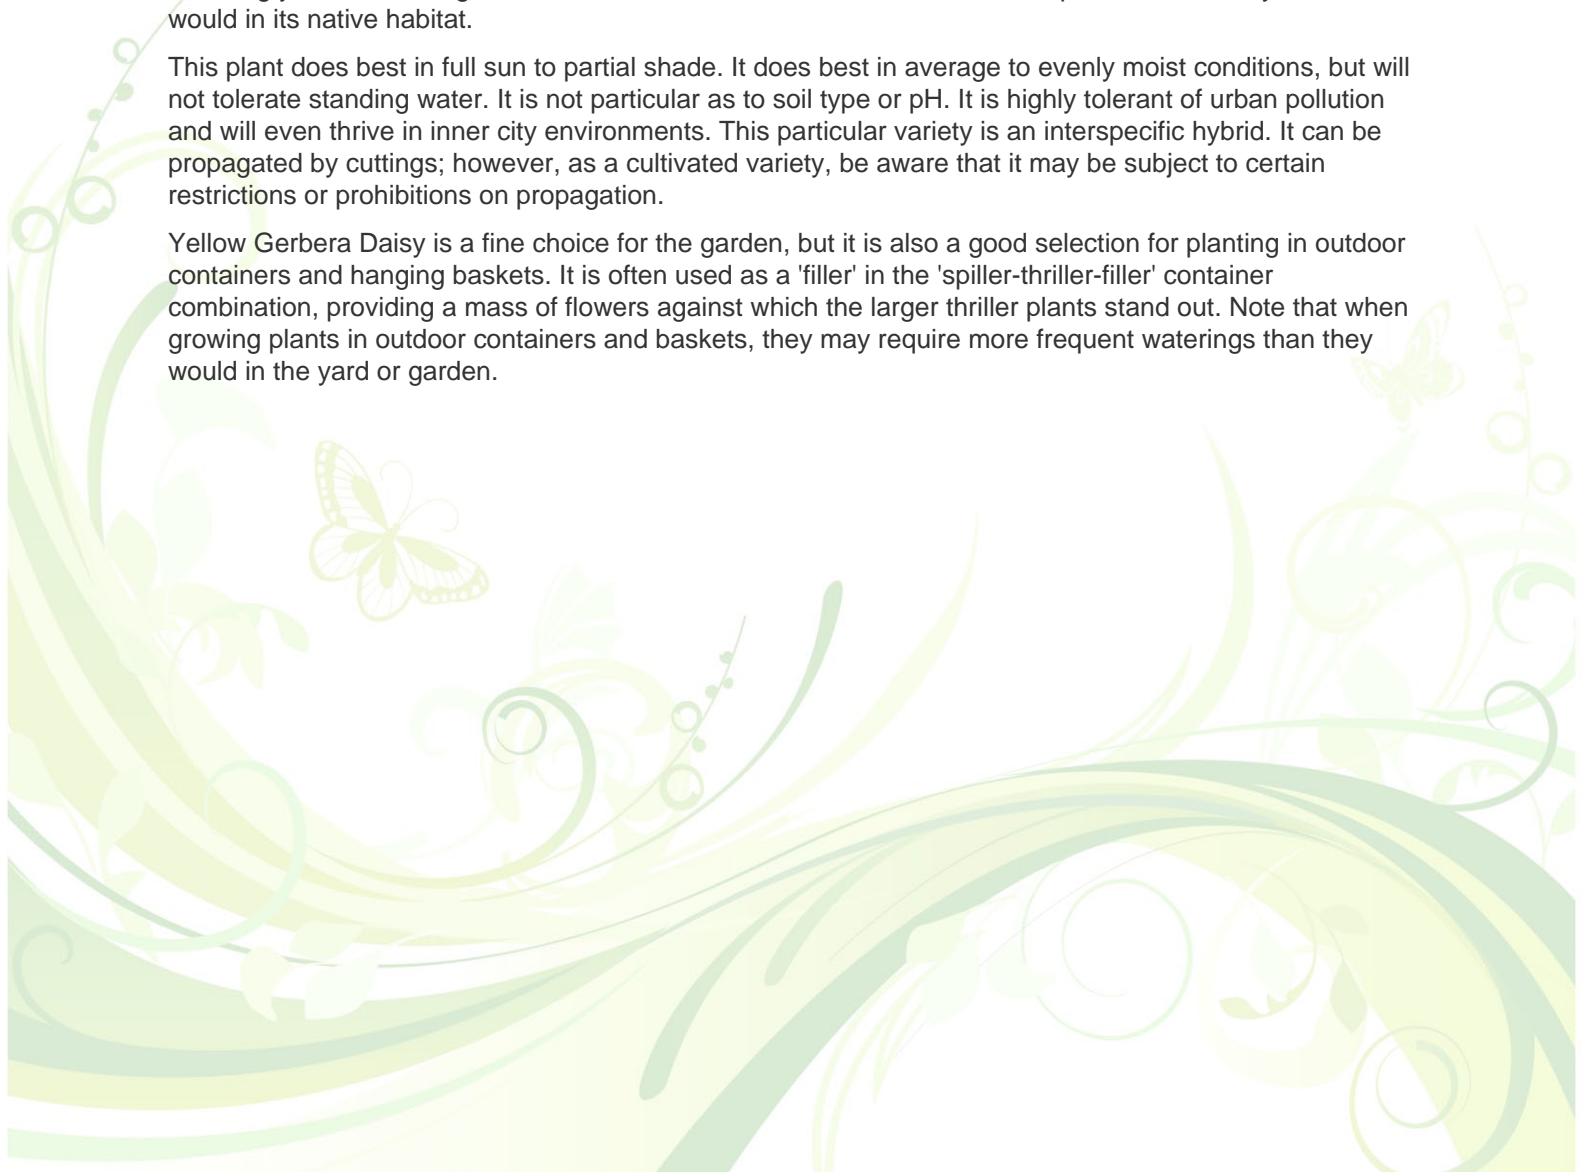 would in its native habitat.
This plant does best in full sun to partial shade. It does best in average to evenly moist conditions, but will
not tolerate standing water. It is not particular as to soil type or pH. It is highly tolerant of urban pollution
and will even thrive in inner city environments. This particular variety is an interspecific hybrid. It can be
propagated by cuttings; however, as a cultivated variety, be aware that it may be subject to certain
restrictions or prohibitions on propagation.
Yellow Gerbera Daisy is a fine choice for the garden, but it is also a good selection for planting in outdoor
containers and hanging baskets. It is often used as a 'filler' in the 'spiller-thriller-filler' container
combination, providing a mass of flowers against which the larger thriller plants stand out. Note that when
growing plants in outdoor containers and baskets, they may require more frequent waterings than they
would in the yard or garden.